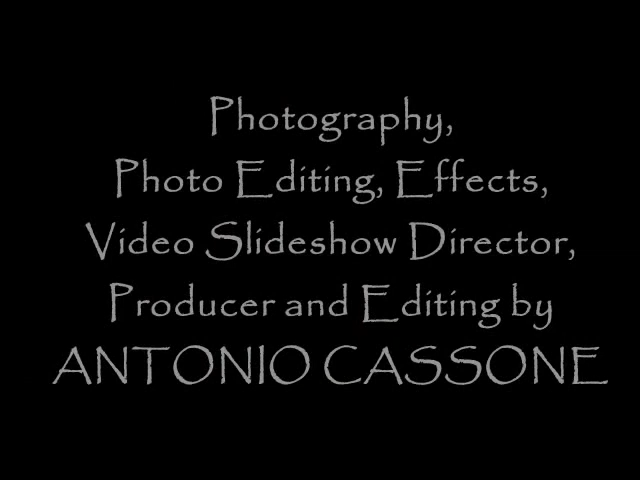 Photography,
Photo Editing, Effects,
Video Slideshow Director,
Producer and Editing by
ANTONIO CASSONE